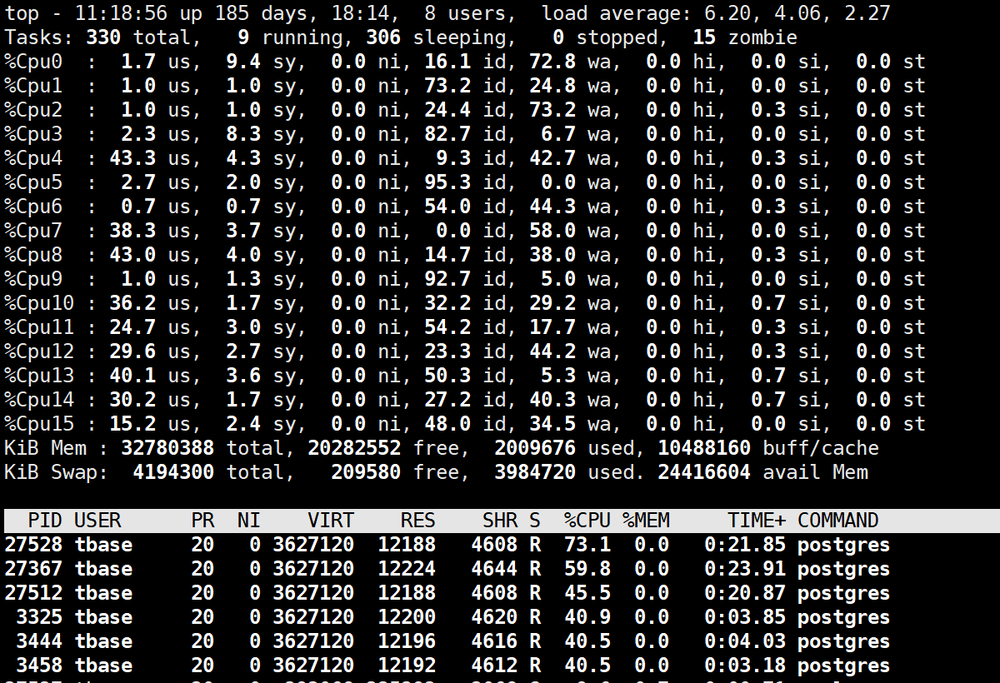 top - 11:18:56 up 185 days, 18:14,  8 users,  load average: 6.20, 4.06, 2.27
Tasks: 330 total,   9 running, 306 sleeping,   0 stopped,  15 zombie
%Cpu0  :  1.7 us,  9.4 sy,  0.0 ni, 16.1 id, 72.8 wa,  0.0 hi,  0.0 si,  0.0 st
%Cpu1  :  1.0 us,  1.0 sy,  0.0 ni, 73.2 id, 24.8 wa,  0.0 hi,  0.0 si,  0.0 st
%Cpu2  :  1.0 us,  1.0 sy,  0.0 ni, 24.4 id, 73.2 wa,  0.0 hi,  0.3 si,  0.0 st
%Cpu3  :  2.3 us,  8.3 sy,  0.0 ni, 82.7 id,  6.7 wa,  0.0 hi,  0.0 si,  0.0 st
%Cpu4  : 43.3 us,  4.3 sy,  0.0 ni,  9.3 id, 42.7 wa,  0.0 hi,  0.3 si,  0.0 st
%Cpu5  :  2.7 us,  2.0 sy,  0.0 ni, 95.3 id,  0.0 wa,  0.0 hi,  0.0 si,  0.0 st
%Cpu6  :  0.7 us,  0.7 sy,  0.0 ni, 54.0 id, 44.3 wa,  0.0 hi,  0.3 si,  0.0 st
%Cpu7  : 38.3 us,  3.7 sy,  0.0 ni,  0.0 id, 58.0 wa,  0.0 hi,  0.0 si,  0.0 st
%Cpu8  : 43.0 us,  4.0 sy,  0.0 ni, 14.7 id, 38.0 wa,  0.0 hi,  0.3 si,  0.0 st
%Cpu9  :  1.0 us,  1.3 sy,  0.0 ni, 92.7 id,  5.0 wa,  0.0 hi,  0.0 si,  0.0 st
%Cpu10 : 36.2 us,  1.7 sy,  0.0 ni, 32.2 id, 29.2 wa,  0.0 hi,  0.7 si,  0.0 st
%Cpu11 : 24.7 us,  3.0 sy,  0.0 ni, 54.2 id, 17.7 wa,  0.0 hi,  0.3 si,  0.0 st
%Cpu12 : 29.6 us,  2.7 sy,  0.0 ni, 23.3 id, 44.2 wa,  0.0 hi,  0.3 si,  0.0 st
%Cpu13 : 40.1 us,  3.6 sy,  0.0 ni, 50.3 id,  5.3 wa,  0.0 hi,  0.7 si,  0.0 st
%Cpu14 : 30.2 us,  1.7 sy,  0.0 ni, 27.2 id, 40.3 wa,  0.0 hi,  0.7 si,  0.0 st
%Cpu15 : 15.2 us,  2.4 sy,  0.0 ni, 48.0 id, 34.5 wa,  0.0 hi,  0.0 si,  0.0 st
KiB Mem : 32780388 total, 20282552 free,  2009676 used, 10488160 buff/cache
KiB Swap:  4194300 total,   209580 free,  3984720 used. 24416604 avail Mem
  PID USER      PR  NI    VIRT    RES    SHR S  %CPU %MEM     TIME+ COMMAND
27528 tbase     20   0 3627120  12188   4608 R  73.1  0.0   0:21.85 postgres
27367 tbase     20   0 3627120  12224   4644 R  59.8  0.0   0:23.91 postgres
27512 tbase     20   0 3627120  12188   4608 R  45.5  0.0   0:20.87 postgres
 3325 tbase     20   0 3627120  12200   4620 R  40.9  0.0   0:03.85 postgres
 3444 tbase     20   0 3627120  12196   4616 R  40.5  0.0   0:04.03 postgres
 3458 tbase     20   0 3627120  12192   4612 R  40.5  0.0   0:03.18 postgres